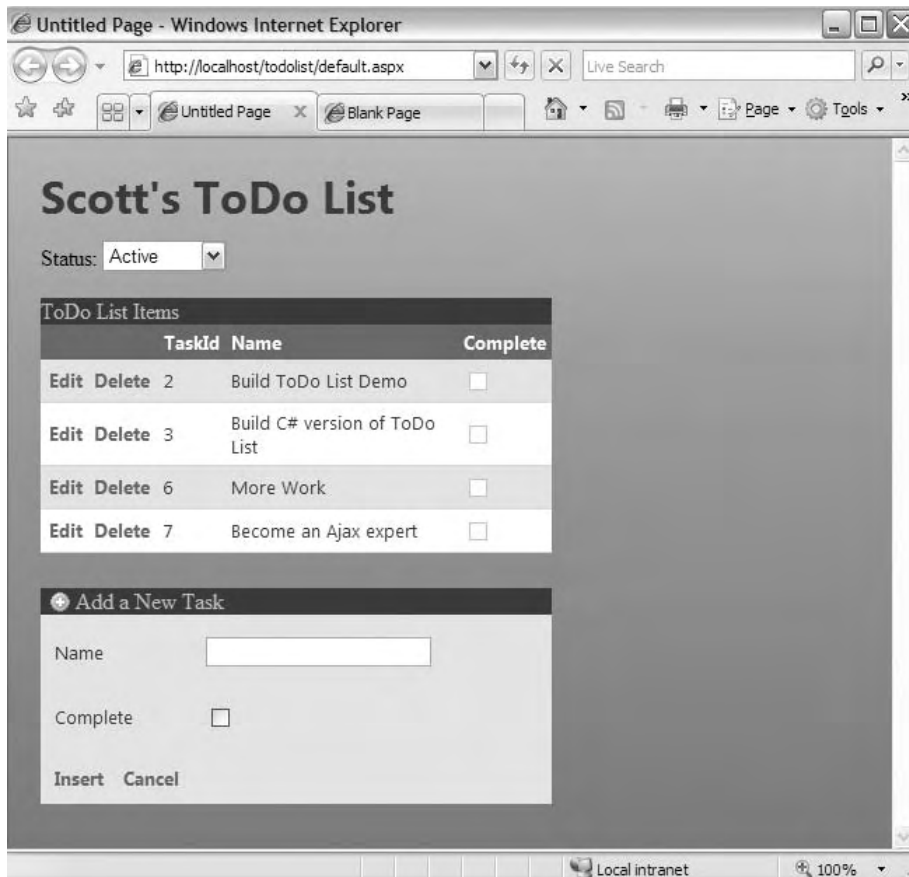 Untitled Page - Windows Internet Explorer
http://localhost/todolist/default.aspx
Live Search
Untitled Page
Blank Page
Page
Tools
Scott's ToDo List
Status: Active
ToDo List Items
TaskId Name Complete
Edit Delete 2 Build ToDo List Demo
Edit Delete 3 Build C# version of ToDo
List
Edit Delete 6 More Work
Edit Delete 7 Become an Ajax expert
Add a New Task
Name
Complete
Insert Cancel
Local intranet
100%